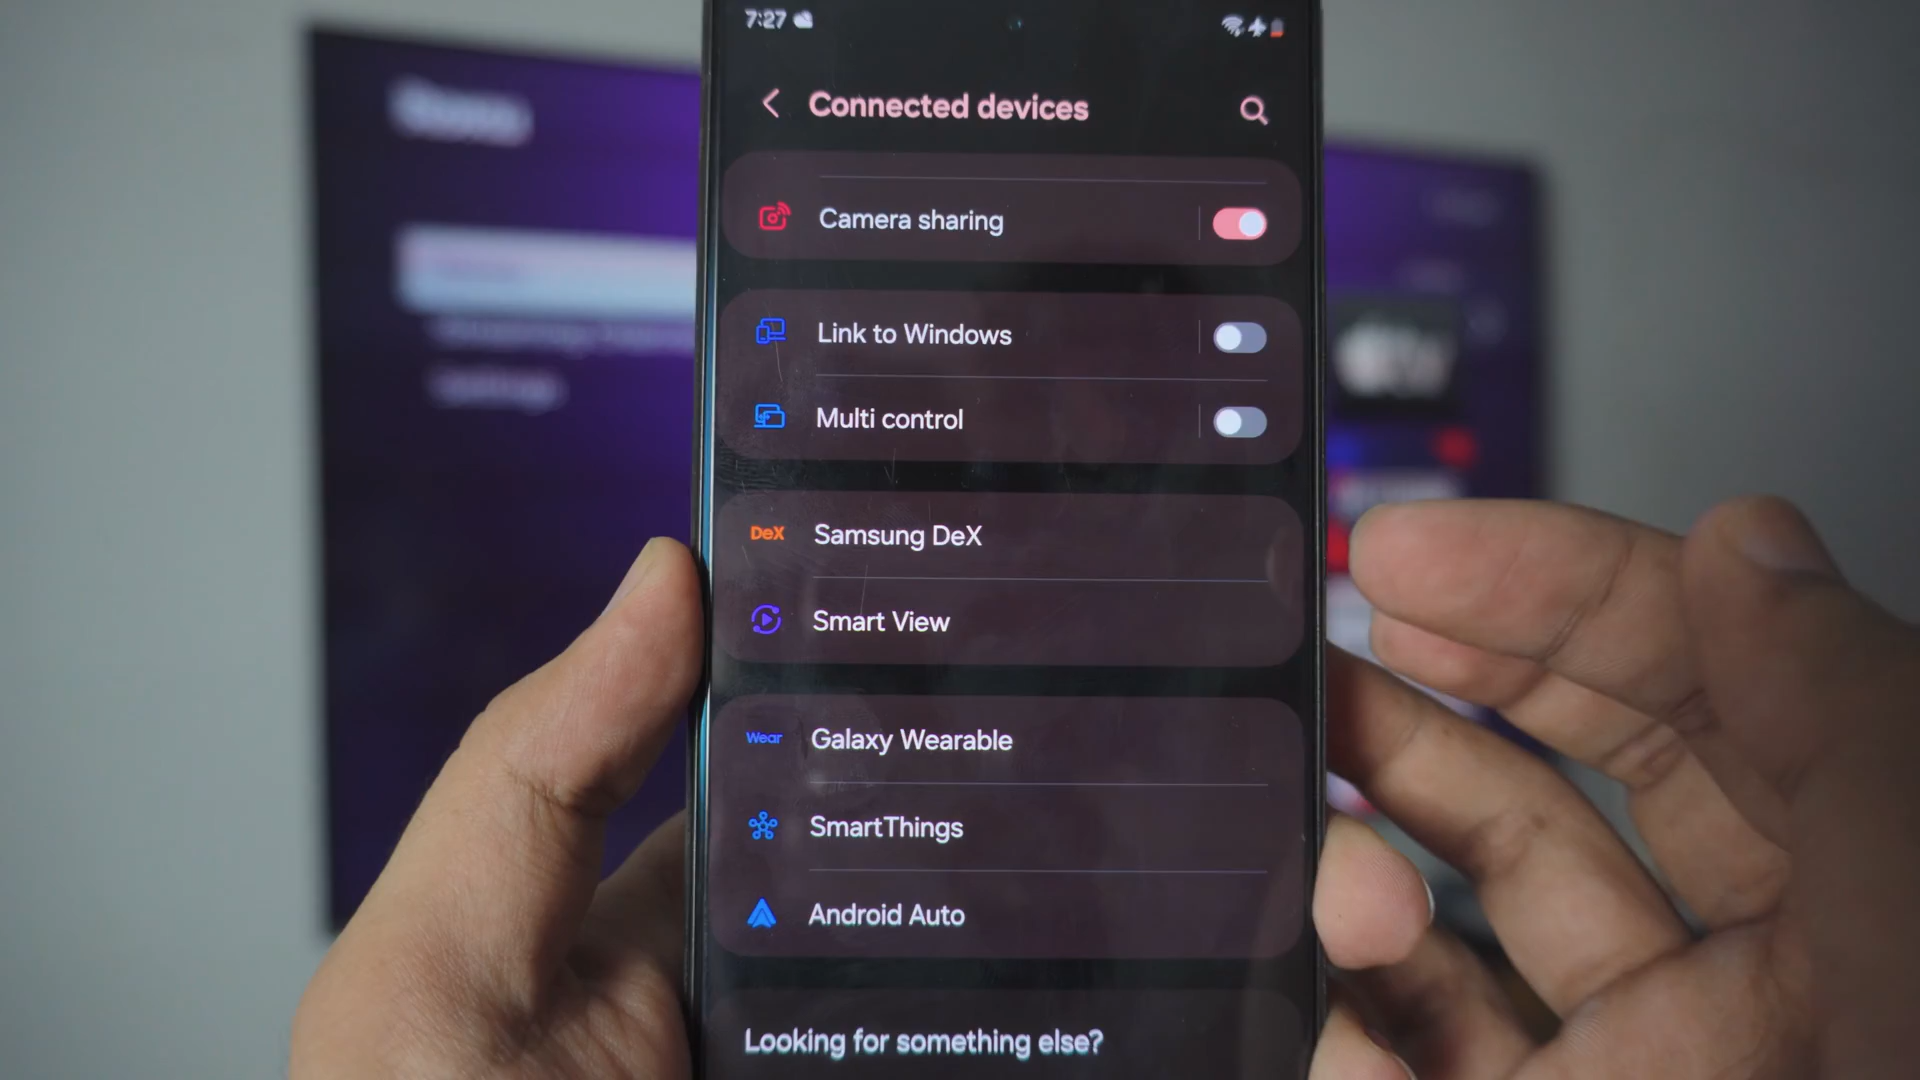 7:27
Connected devices
Camera sharing
Link to Windows
Multi control
DeX Samsung DeX
Smart View
Wear Galaxy Wearable
SmartThings
Android Auto
Looking for something else?